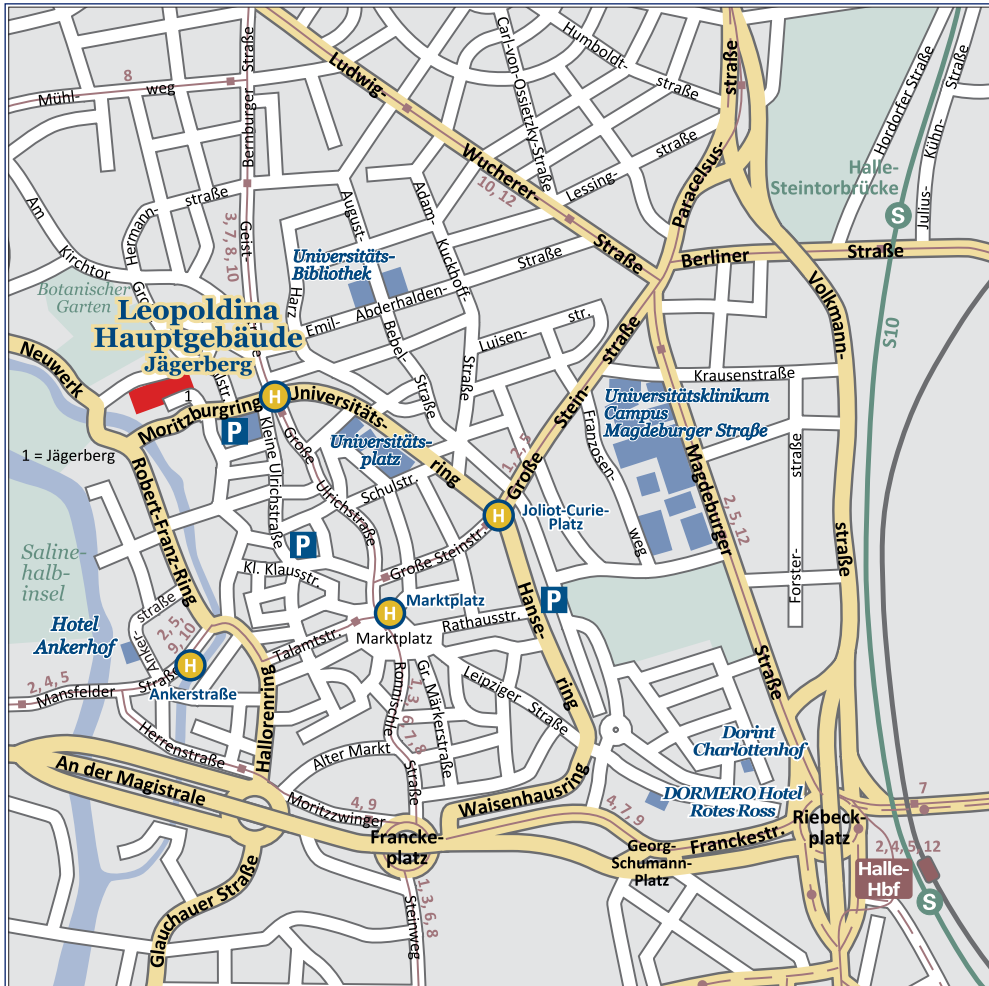 Mühl-
8
weg
Bernburger
Straße
Ludwig-
Wucherer-
Straße
10, 12
Carl-von-Ossietzky-Straße
Humboldt-
straße
Lessing-
straße
Paracelsus-
straße
Hordorfer Straße
Julius-
Kühn-
Straße
Halle-
Steintorbrücke
S
Berliner
Straße
Volkmann-
straße
S10
Am
Kirchtor
Hermann-
straße
3, 7, 8, 10
Geist-
August-
Bebel-
Straße
Adam-
Kuckhoff-
Straße
Universitäts-
Bibliothek
Harz
Emil-
Abderhalden-
Straße
Luisen-
str.
Botanischer
Garten
Leopoldina
Hauptgebäude
Jägerberg
1
1 = Jägerberg
Neuwerk
Moritzburgring
H
Universitäts-
ring
P
Universitäts-
platz
Kleine Ulrichstraße
Große
Ulrichstraße
Schulstr.
Große
Stein-
straße
Franzosen-
weg
Krausenstraße
Universitätsklinikum
Campus
Magdeburger Straße
Magdeburger
Straße
2, 5, 12
Forster-
straße
H
Joliot-Curie-
Platz
Robert-Franz-Ring
P
Kl. Klausstr.
Große Steinstr.
Saline-
halb-
insel
Hanse-
ring
P
H
Marktplatz
Marktplatz
Rathausstr.
Talamtstr.
Hotel
Ankerhof
Anker-
straße
2, 5,
9, 10
H
Ankerstraße
2, 4, 5
Mansfelder
Straße
Hallorenring
Herrenstraße
Gr. Märkerstraße
Leipziger
Straße
1, 3
6, 7, 8
Straße
Alter Markt
An der Magistrale
Moritzzwinger
4, 9
Francke-
platz
Waisenhausring
4, 7, 9
Georg-
Schumann-
Platz
Franckestr.
Dorint
Charlottenhof
DORMERO Hotel
Rotes Ross
Riebeck-
platz
7
2, 4, 5, 12
Halle-
Hbf
S
Glauchauer Straße
1, 3, 6, 8
Steinweg